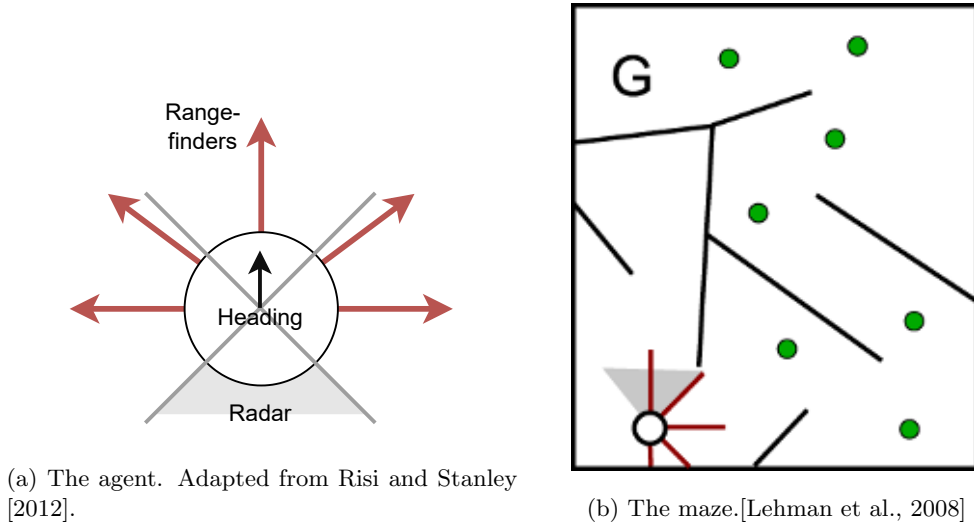 Range-
finders
Heading
Radar
(a) The agent. Adapted from Risi and Stanley
[2012].
G
(b) The maze.[Lehman et al., 2008]